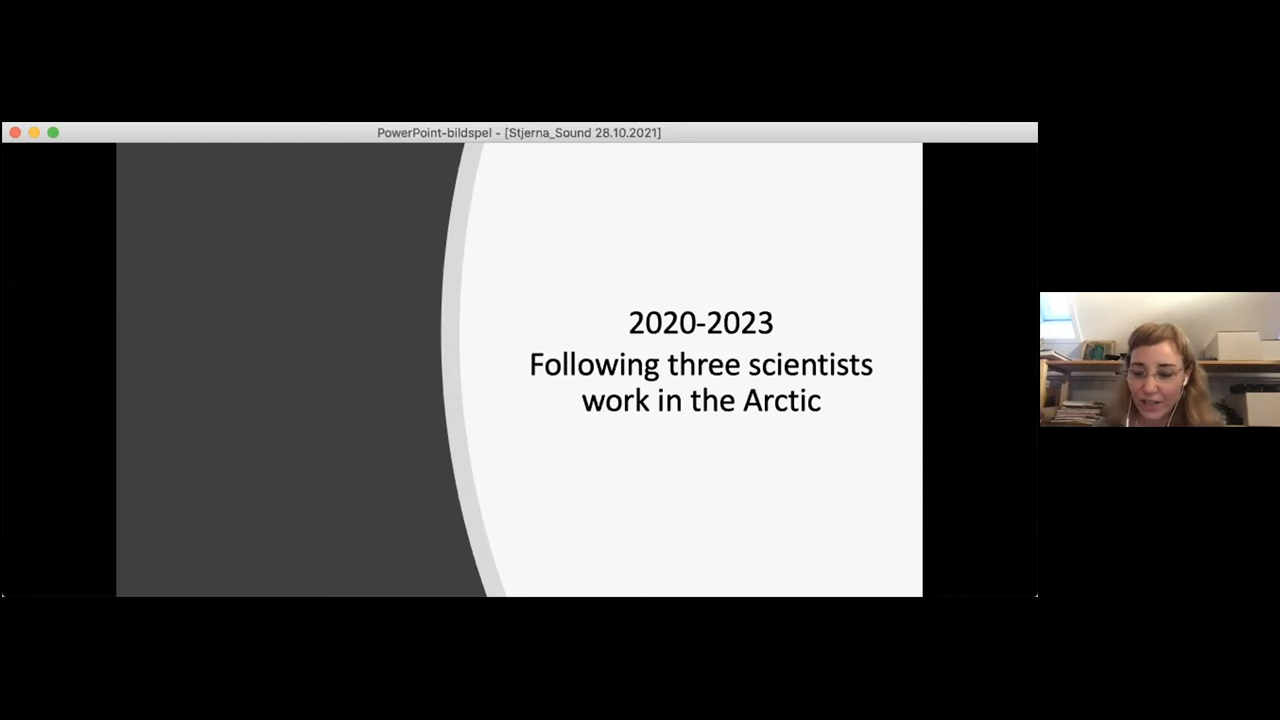 PowerPoint-bildspel - [Stjerna_Sound 28.10.2021]
2020-2023
Following three scientists
work in the Arctic